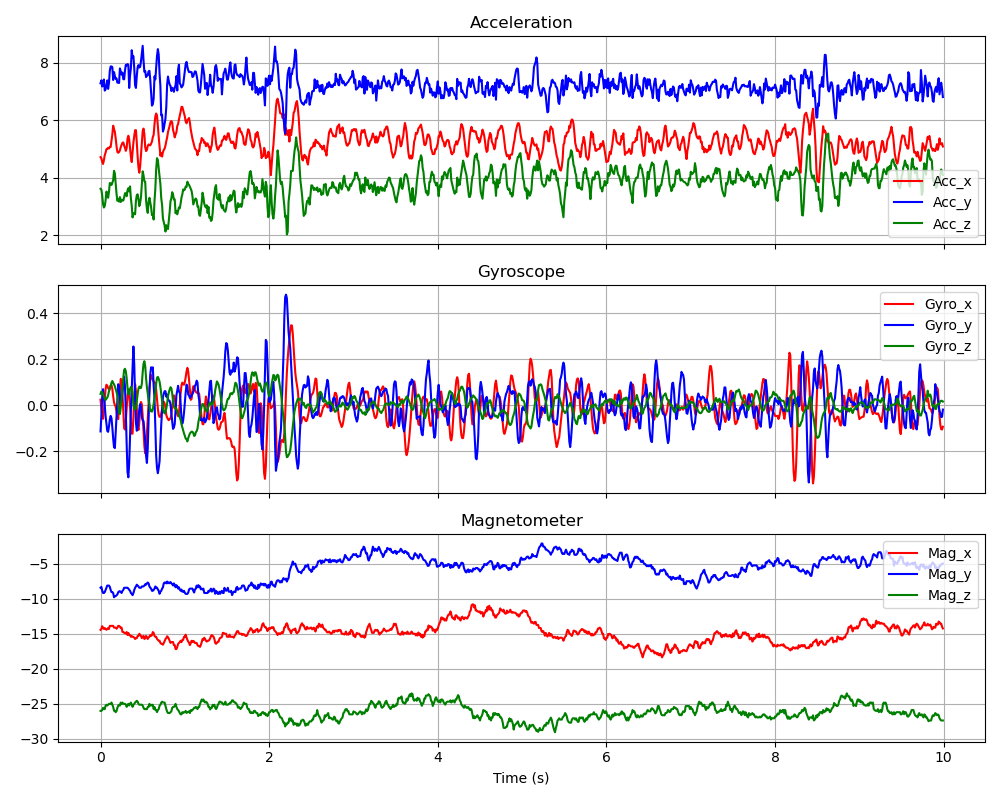 Acceleration
8
6
4
2
Acc_x
Acc_y
Acc_z
Gyroscope
0.4
0.2
0.0
−0.2
Gyro_x
Gyro_y
Gyro_z
Magnetometer
−5
−10
−15
−20
−25
−30
Mag_x
Mag_y
Mag_z
0 2 4 6 8 10
Time (s)